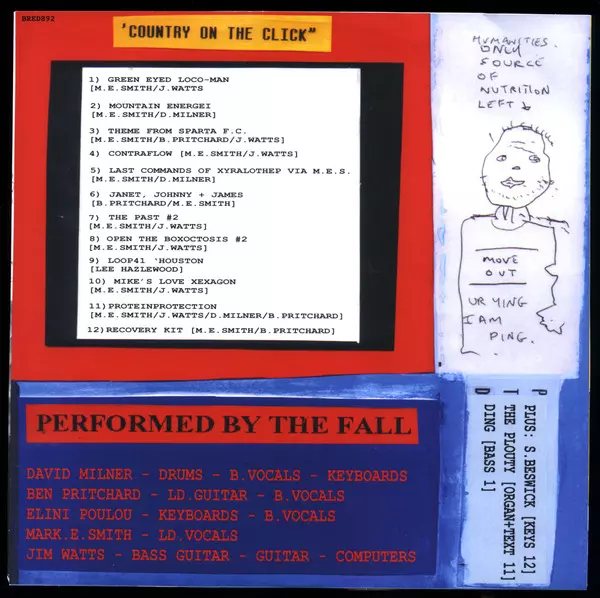 BRED892
'COUNTRY ON THE CLICK"
1) GREEN EYED LOCO-MAN
[M.E.SMITH/J.WATTS
2) MOUNTAIN ENERGEI
[M.E.SMITH/D.MILNER]
3) THEME FROM SPARTA F.C.
[M.E.SMITH/B.PRITCHARD/J.WATTS]
4) CONTRAFLOW [M.E.SMITH/J.WATTS]
5) LAST COMMANDS OF XYRALOTHEP VIA M.E.S.
[M.E.SMITH/D.MILNER]
6) JANET, JOHNNY + JAMES
[B.PRITCHARD/M.E.SMITH]
7) THE PAST #2
[M.E.SMITH/J.WATTS]
8) OPEN THE BOXOCTOSIS #2
[M.E.SMITH/J.WATTS]
9) LOOP41 'HOUSTON
[LEE HAZLEWOOD]
10) MIKE'S LOVE XEXAGON
[M.E.SMITH/J.WATTS]
11)PROTEINPROTECTION
[M.E.SMITH/J.WATTS/D.MILNER/B.PRITCHARD]
12)RECOVERY KIT [M.E.SMITH/B.PRITCHARD]
HUMANITIES
ONLY
SOURCE
OF
NUTRITION
LEFT
MOVE
OUT
UR YING
I AM
PING.
PERFORMED BY THE FALL
DAVID MILNER - DRUMS - B.VOCALS - KEYBOARDS
BEN PRITCHARD - LD.GUITAR - B.VOCALS
ELINI POULOU - KEYBOARDS - B.VOCALS
MARK.E.SMITH - LD.VOCALS
JIM WATTS - BASS GUITAR - GUITAR - COMPUTERS
PLUS: S.BESWICK [KEYS 12]
THE PLOUTY [ORGAN+TEXT 11]
DING [BASS 1]
P T D